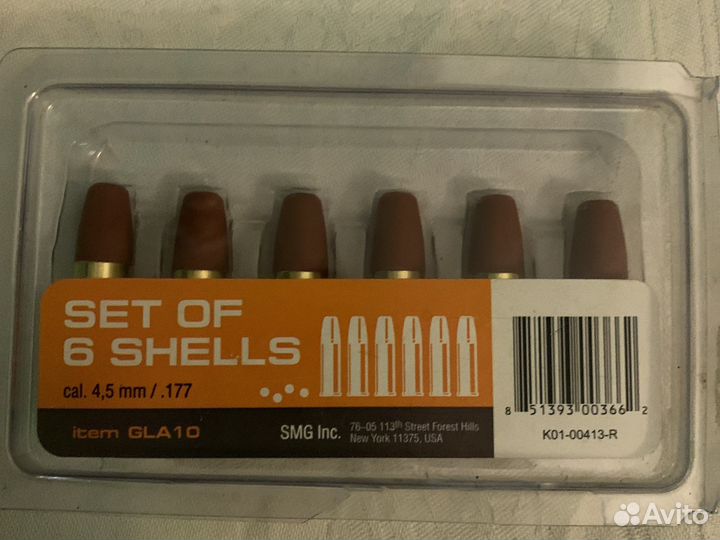 SET OF
6 SHELLS
cal. 4,5 mm / .177
item GLA10
SMG Inc.
76-05 113th Street Forest Hills
New York 11375, USA
8 51393 00366 2
K01-00413-R
Avito